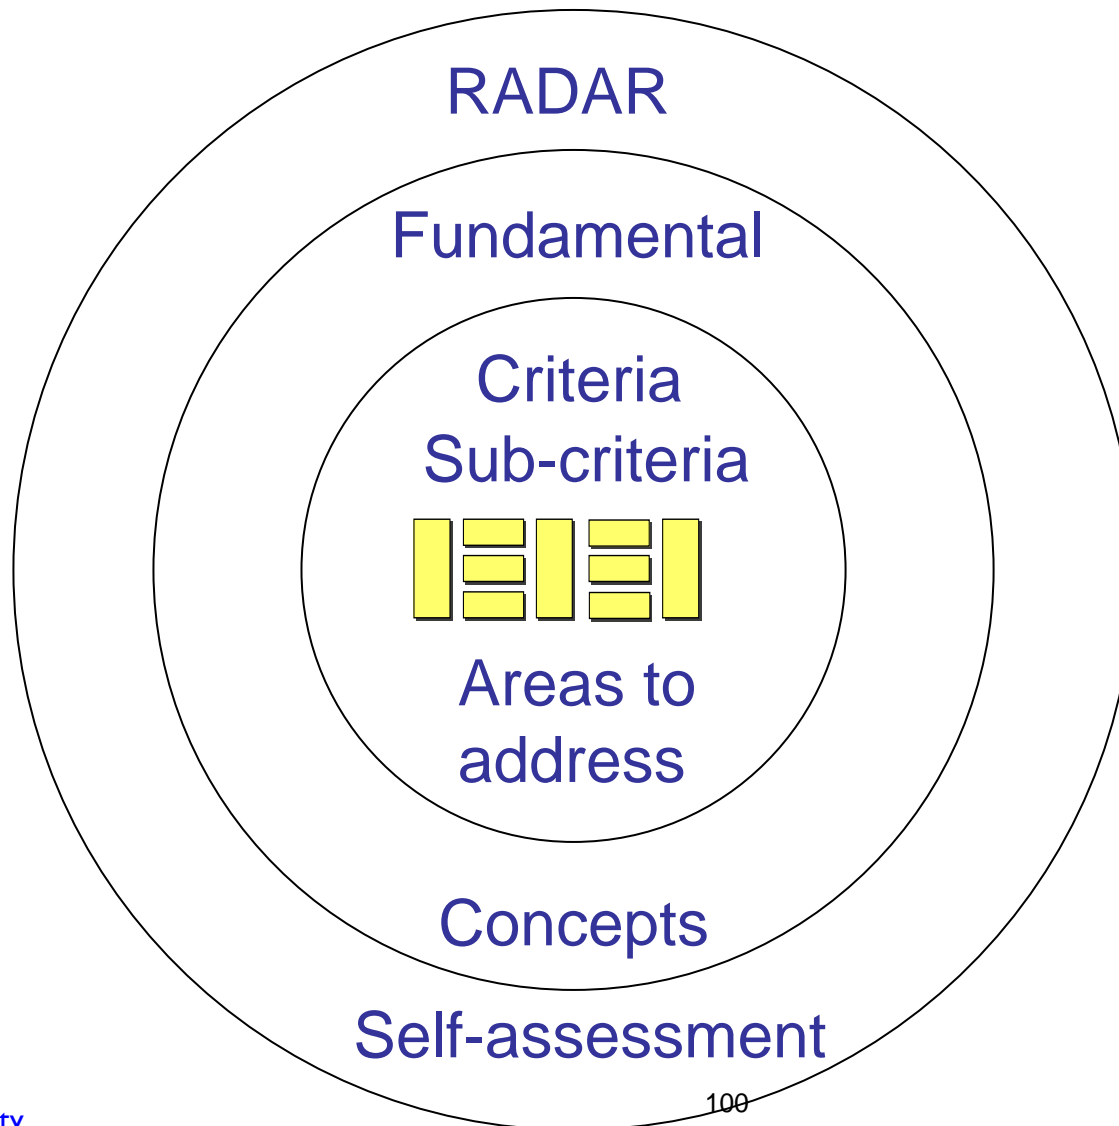 RADAR
Fundamental
Criteria
Sub-criteria
Areas to
address
Concepts
Self-assessment
100